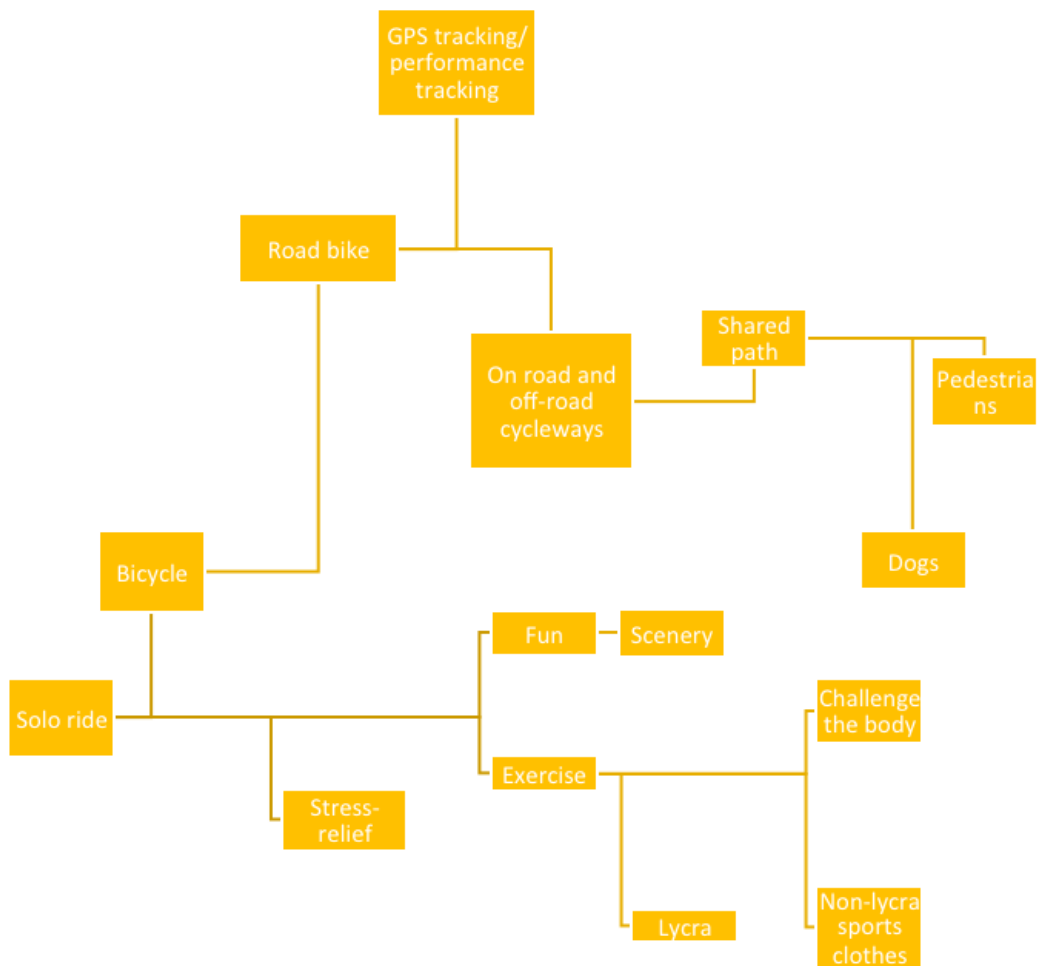 GPS tracking/
performance
tracking
Road bike
Shared
path
On road and
off-road
cycleways
Pedestria
ns
Bicycle
Dogs
Fun
Scenery
Solo ride
Challenge
the body
Exercise
Stress-
relief
Lycra
Non-lycra
sports
clothes